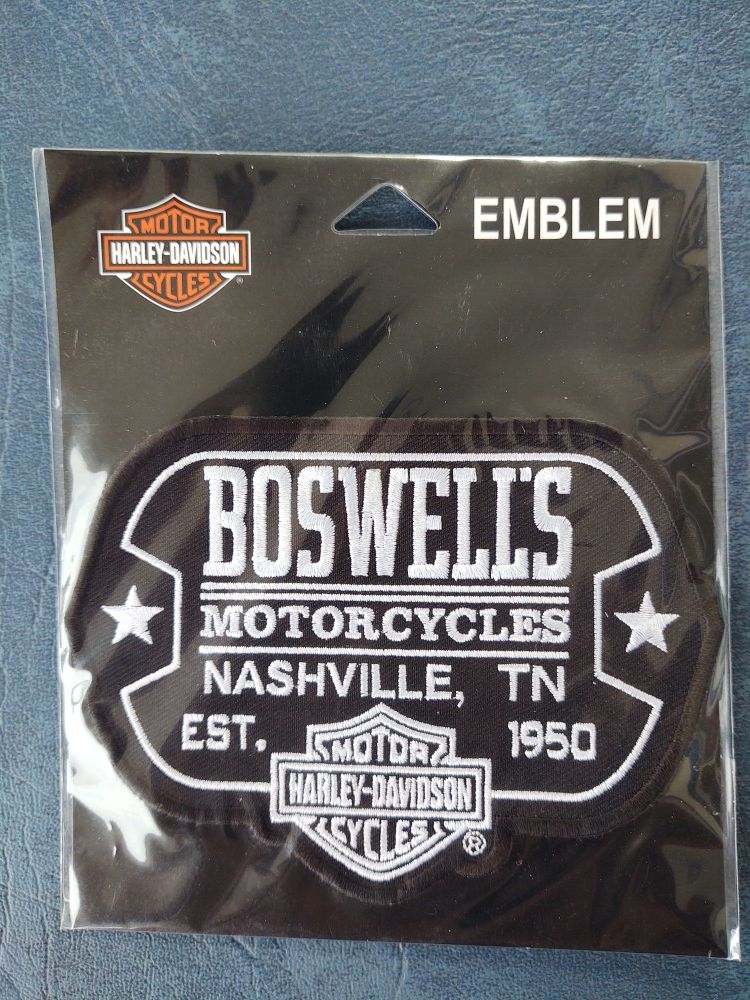 MOTOR
HARLEY-DAVIDSON
CYCLES
®
EMBLEM
BOSWELL'S
MOTORCYCLES
NASHVILLE, TN
EST. 1950
MOTOR
HARLEY-DAVIDSON
CYCLES
®